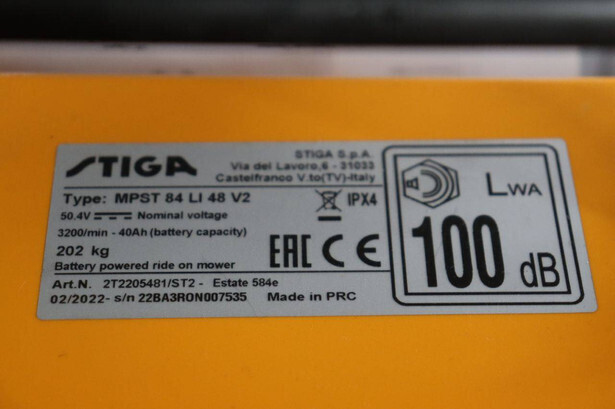 STIGA
STIGA S.p.A.
Via del Lavoro,6 - 31033
Castelfranco V.to(TV)-Italy
Type: MPST 84 LI 48 V2
50.4V Nominal voltage
IPX4
3200/min - 40Ah (battery capacity)
202 kg
Battery powered ride on mower
EAC CE
Art.N. 2T2205481/ST2 - Estate 584e
02/2022- s/n 22BA3RON007535 Made in PRC
LWA
100 dB